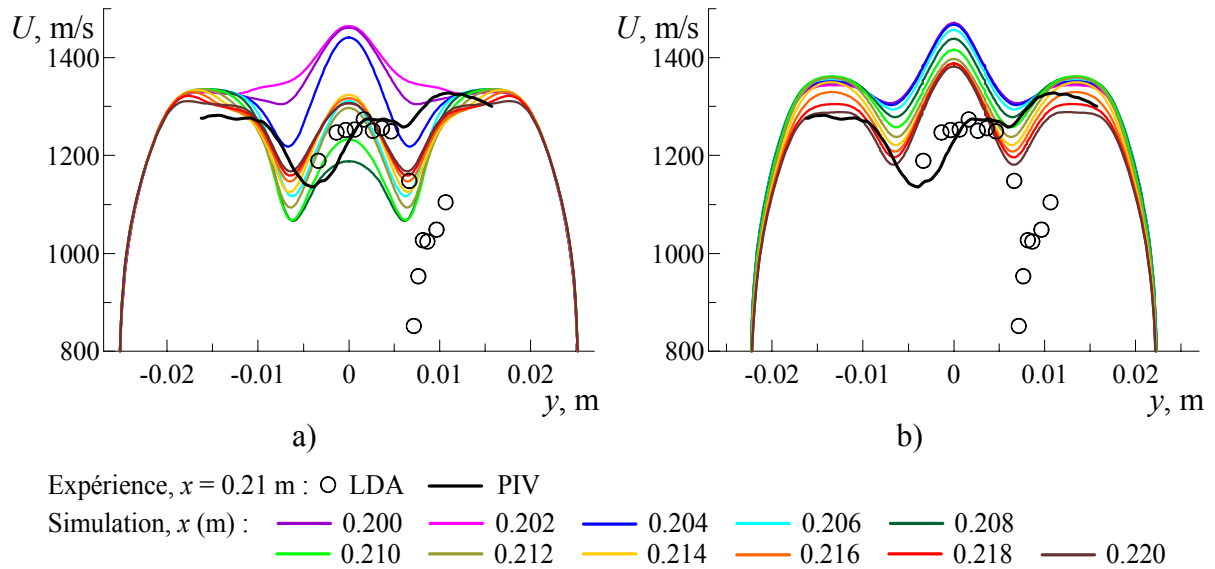 U, m/s
1400
1200
1000
800
-0.02 -0.01 0 0.01 0.02
y, m
a)
U, m/s
1400
1200
1000
800
-0.02 -0.01 0 0.01 0.02
y, m
b)
Expérience, x = 0.21 m : LDA PIV
Simulation, x (m) : 0.200 0.202 0.204 0.206 0.208
0.210 0.212 0.214 0.216 0.218 0.220